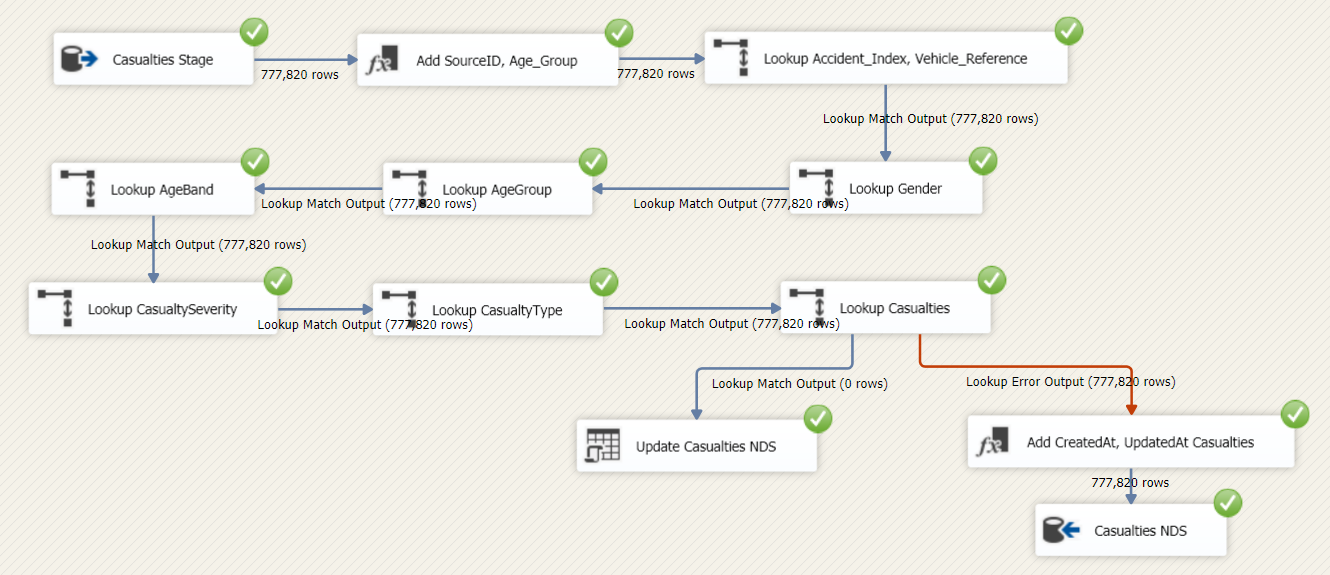 Casualties Stage
777,820 rows
Add SourceID, Age_Group
777,820 rows
Lookup Accident_Index, Vehicle_Reference
Lookup Match Output (777,820 rows)
Lookup Gender
Lookup Match Output (777,820 rows)
Lookup AgeGroup
Lookup Match Output (777,820 rows)
Lookup AgeBand
Lookup Match Output (777,820 rows)
Lookup CasualtySeverity
Lookup Match Output (777,820 rows)
Lookup CasualtyType
Lookup Match Output (777,820 rows)
Lookup Casualties
Lookup Match Output (0 rows)
Lookup Error Output (777,820 rows)
Update Casualties NDS
Add CreatedAt, UpdatedAt Casualties
777,820 rows
Casualties NDS